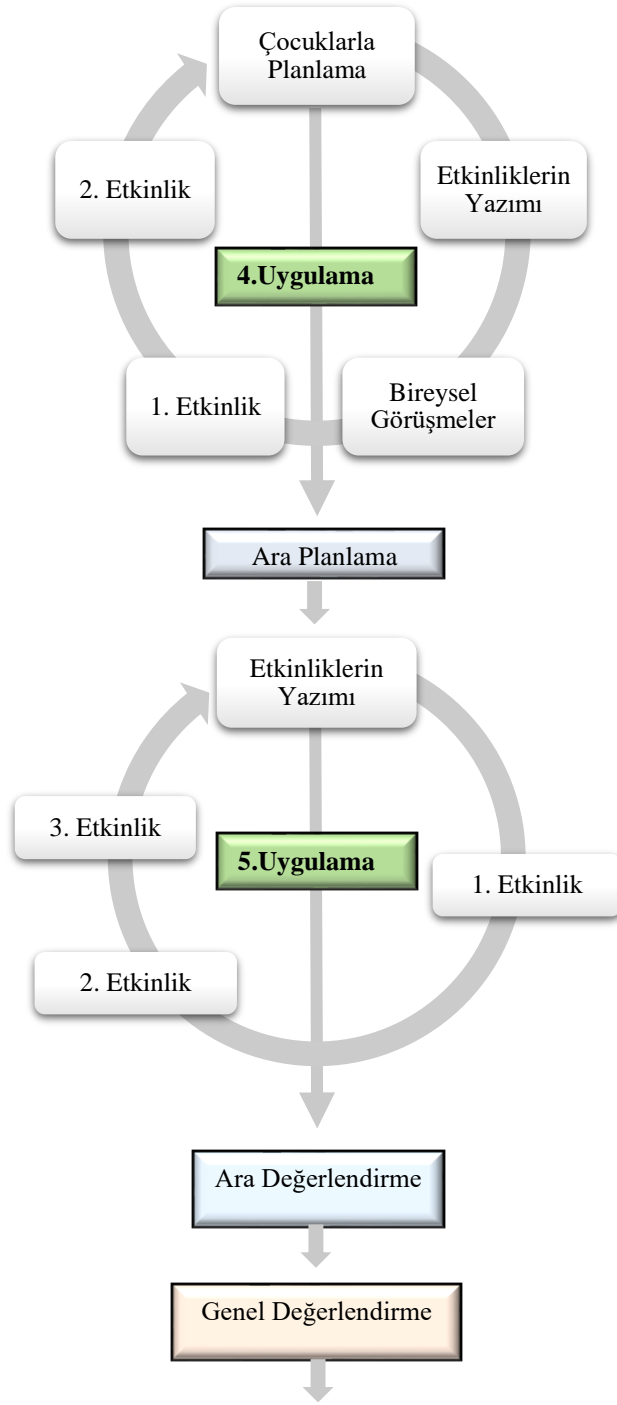 Çocuklarla
Planlama
2. Etkinlik
Etkinliklerin
Yazımı
4.Uygulama
1. Etkinlik
Bireysel
Görüşmeler
Ara Planlama
Etkinliklerin
Yazımı
3. Etkinlik
5.Uygulama
1. Etkinlik
2. Etkinlik
Ara Değerlendirme
Genel Değerlendirme